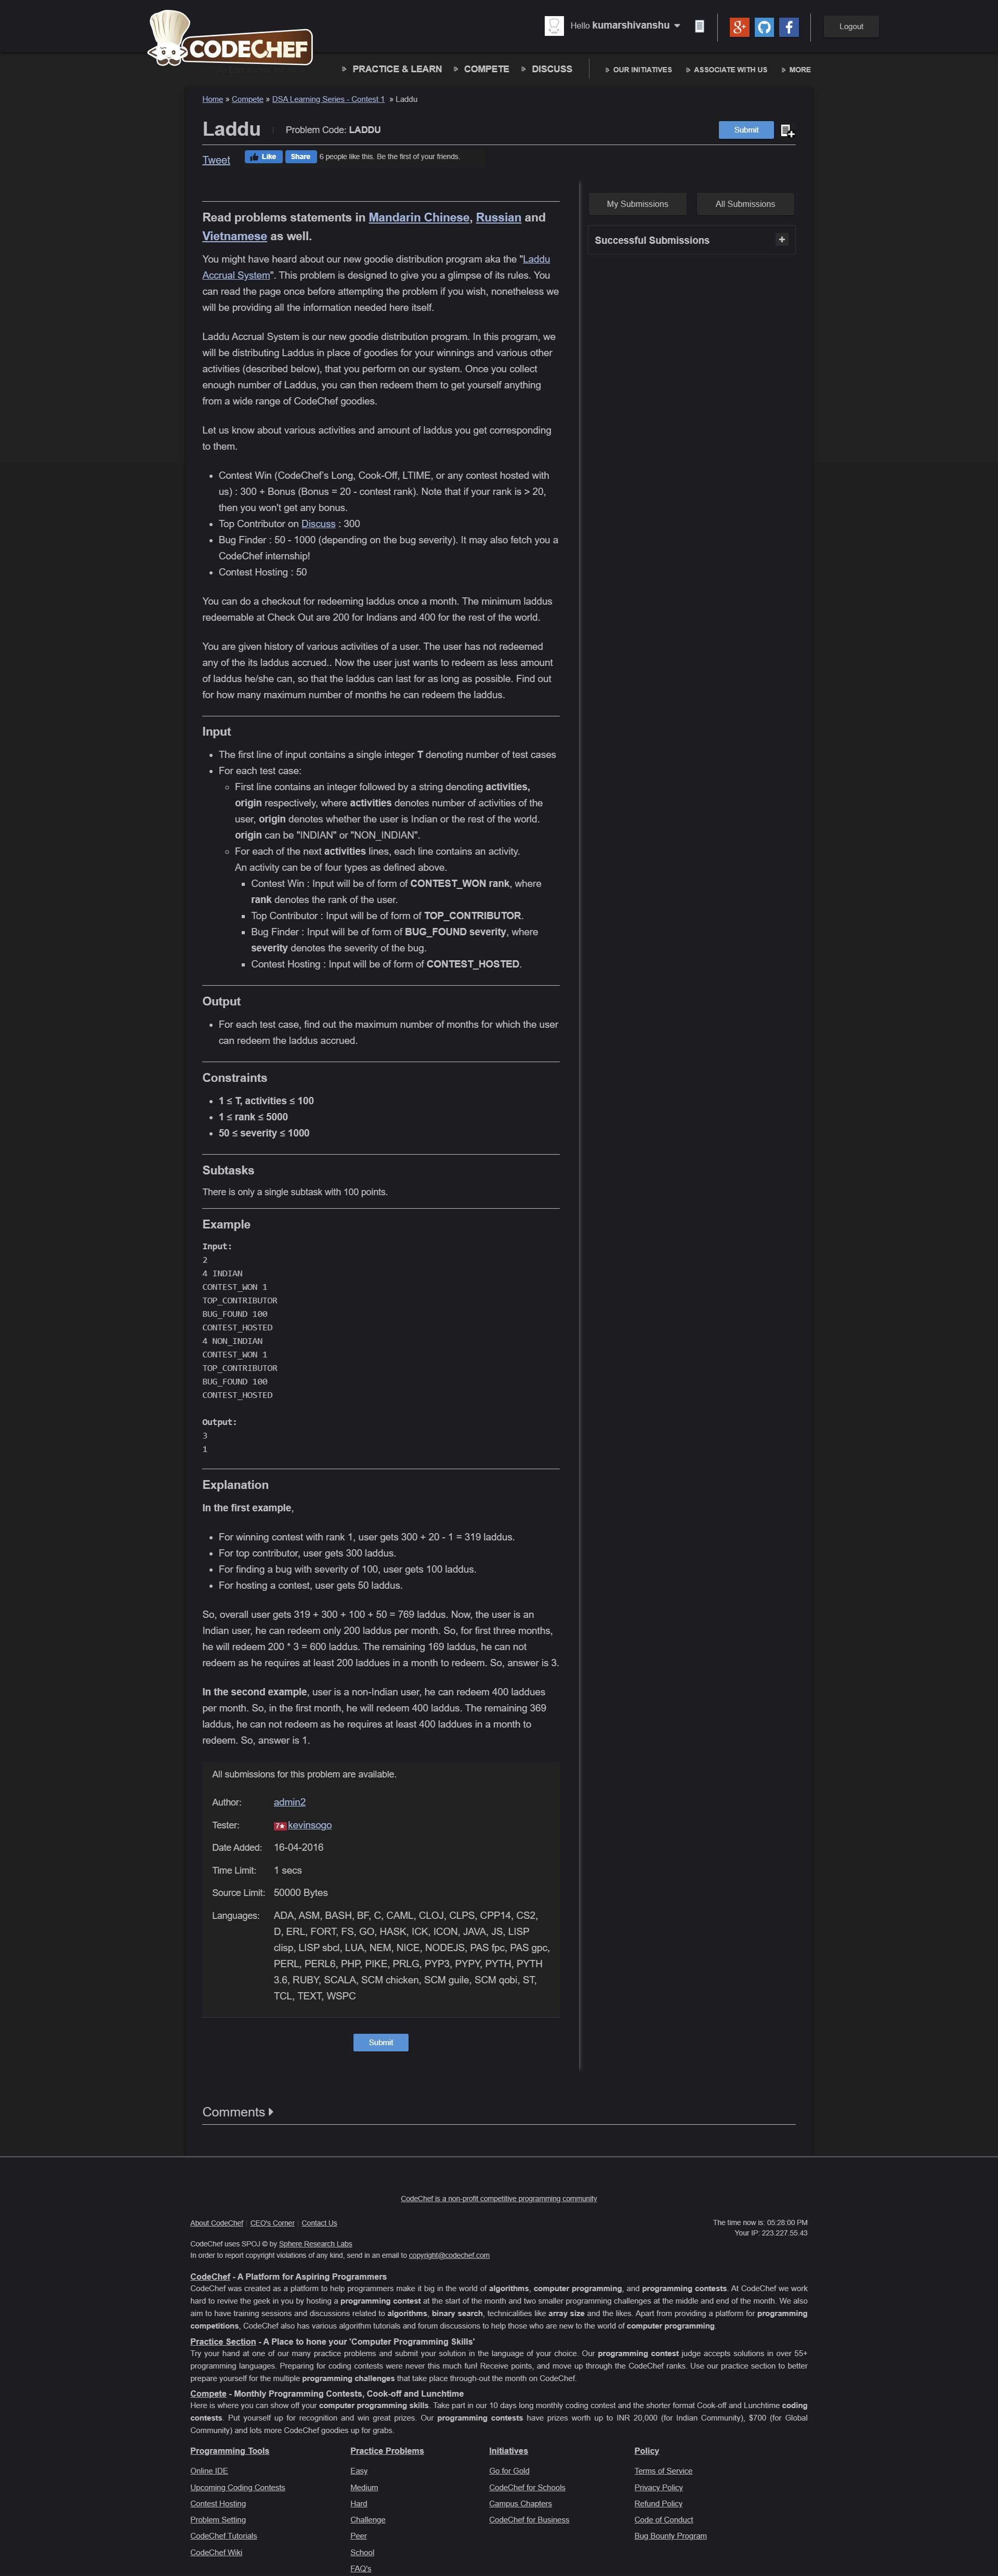 CODECHEF
Hello kumarshivanshu
Logout
PRACTICE & LEARN COMPETE DISCUSS OUR INITIATIVES ASSOCIATE WITH US MORE
Home » Compete » DSA Learning Series - Contest 1 » Laddu
Laddu Problem Code: LADDU Submit
Tweet Like Share 6 people like this. Be the first of your friends.
My Submissions All Submissions
Successful Submissions +
Read problems statements in Mandarin Chinese, Russian and
Vietnamese as well.
You might have heard about our new goodie distribution program aka the "Laddu
Accrual System". This problem is designed to give you a glimpse of its rules. You
can read the page once before attempting the problem if you wish, nonetheless we
will be providing all the information needed here itself.
Laddu Accrual System is our new goodie distribution program. In this program, we
will be distributing Laddus in place of goodies for your winnings and various other
activities (described below), that you perform on our system. Once you collect
enough number of Laddus, you can then redeem them to get yourself anything
from a wide range of CodeChef goodies.
Let us know about various activities and amount of laddus you get corresponding
to them.
• Contest Win (CodeChef's Long, Cook-Off, LTIME, or any contest hosted with
us) : 300 + Bonus (Bonus = 20 - contest rank). Note that if your rank is > 20,
then you won't get any bonus.
• Top Contributor on Discuss : 300
• Bug Finder : 50 - 1000 (depending on the bug severity). It may also fetch you a
CodeChef internship!
• Contest Hosting : 50
You can do a checkout for redeeming laddus once a month. The minimum laddus
redeemable at Check Out are 200 for Indians and 400 for the rest of the world.
You are given history of various activities of a user. The user has not redeemed
any of the its laddus accrued.. Now the user just wants to redeem as less amount
of laddus he/she can, so that the laddus can last for as long as possible. Find out
for how many maximum number of months he can redeem the laddus.
Input
• The first line of input contains a single integer T denoting number of test cases
• For each test case:
◦ First line contains an integer followed by a string denoting activities,
origin respectively, where activities denotes number of activities of the
user, origin denotes whether the user is Indian or the rest of the world.
origin can be "INDIAN" or "NON_INDIAN".
◦ For each of the next activities lines, each line contains an activity.
An activity can be of four types as defined above.
▪ Contest Win : Input will be of form of CONTEST_WON rank, where
rank denotes the rank of the user.
▪ Top Contributor : Input will be of form of TOP_CONTRIBUTOR.
▪ Bug Finder : Input will be of form of BUG_FOUND severity, where
severity denotes the severity of the bug.
▪ Contest Hosting : Input will be of form of CONTEST_HOSTED.
Output
• For each test case, find out the maximum number of months for which the user
can redeem the laddus accrued.
Constraints
• 1 ≤ T, activities ≤ 100
• 1 ≤ rank ≤ 5000
• 50 ≤ severity ≤ 1000
Subtasks
There is only a single subtask with 100 points.
Example
Input:
2
4 INDIAN
CONTEST_WON 1
TOP_CONTRIBUTOR
BUG_FOUND 100
CONTEST_HOSTED
4 NON_INDIAN
CONTEST_WON 1
TOP_CONTRIBUTOR
BUG_FOUND 100
CONTEST_HOSTED
Output:
3
1
Explanation
In the first example,
• For winning contest with rank 1, user gets 300 + 20 - 1 = 319 laddus.
• For top contributor, user gets 300 laddus.
• For finding a bug with severity of 100, user gets 100 laddus.
• For hosting a contest, user gets 50 laddus.
So, overall user gets 319 + 300 + 100 + 50 = 769 laddus. Now, the user is an
Indian user, he can redeem only 200 laddus per month. So, for first three months,
he will redeem 200 * 3 = 600 laddus. The remaining 169 laddus, he can not
redeem as he requires at least 200 laddues in a month to redeem. So, answer is 3.
In the second example, user is a non-Indian user, he can redeem 400 laddues
per month. So, in the first month, he will redeem 400 laddus. The remaining 369
laddus, he can not redeem as he requires at least 400 laddues in a month to
redeem. So, answer is 1.
All submissions for this problem are available.
Author: admin2
Tester: 7★ kevinsogo
Date Added: 16-04-2016
Time Limit: 1 secs
Source Limit: 50000 Bytes
Languages: ADA, ASM, BASH, BF, C, CAML, CLOJ, CLPS, CPP14, CS2,
D, ERL, FORT, FS, GO, HASK, ICK, ICON, JAVA, JS, LISP
clisp, LISP sbcl, LUA, NEM, NICE, NODEJS, PAS fpc, PAS gpc,
PERL, PERL6, PHP, PIKE, PRLG, PYP3, PYPY, PYTH, PYTH
3.6, RUBY, SCALA, SCM chicken, SCM guile, SCM qobi, ST,
TCL, TEXT, WSPC
Submit
Comments
CodeChef is a non-profit competitive programming community
About CodeChef | CEO's Corner | Contact Us The time now is: 05:28:00 PM
Your IP: 223.227.55.43
CodeChef uses SPOJ © by Sphere Research Labs
In order to report copyright violations of any kind, send in an email to copyright@codechef.com
CodeChef - A Platform for Aspiring Programmers
CodeChef was created as a platform to help programmers make it big in the world of algorithms, computer programming, and programming contests. At CodeChef we work
hard to revive the geek in you by hosting a programming contest at the start of the month and two smaller programming challenges at the middle and end of the month. We also
aim to have training sessions and discussions related to algorithms, binary search, technicalities like array size and the likes. Apart from providing a platform for programming
competitions, CodeChef also has various algorithm tutorials and forum discussions to help those who are new to the world of computer programming.
Practice Section - A Place to hone your 'Computer Programming Skills'
Try your hand at one of our many practice problems and submit your solution in the language of your choice. Our programming contest judge accepts solutions in over 55+
programming languages. Preparing for coding contests were never this much fun! Receive points, and move up through the CodeChef ranks. Use our practice section to better
prepare yourself for the multiple programming challenges that take place through-out the month on CodeChef.
Compete - Monthly Programming Contests, Cook-off and Lunchtime
Here is where you can show off your computer programming skills. Take part in our 10 days long monthly coding contest and the shorter format Cook-off and Lunchtime coding
contests. Put yourself up for recognition and win great prizes. Our programming contests have prizes worth up to INR 20,000 (for Indian Community), $700 (for Global
Community) and lots more CodeChef goodies up for grabs.
Programming Tools Practice Problems Initiatives Policy
Online IDE Easy Go for Gold Terms of Service
Upcoming Coding Contests Medium CodeChef for Schools Privacy Policy
Contest Hosting Hard Campus Chapters Refund Policy
Problem Setting Challenge CodeChef for Business Code of Conduct
CodeChef Tutorials Peer Bug Bounty Program
CodeChef Wiki School
FAQ's